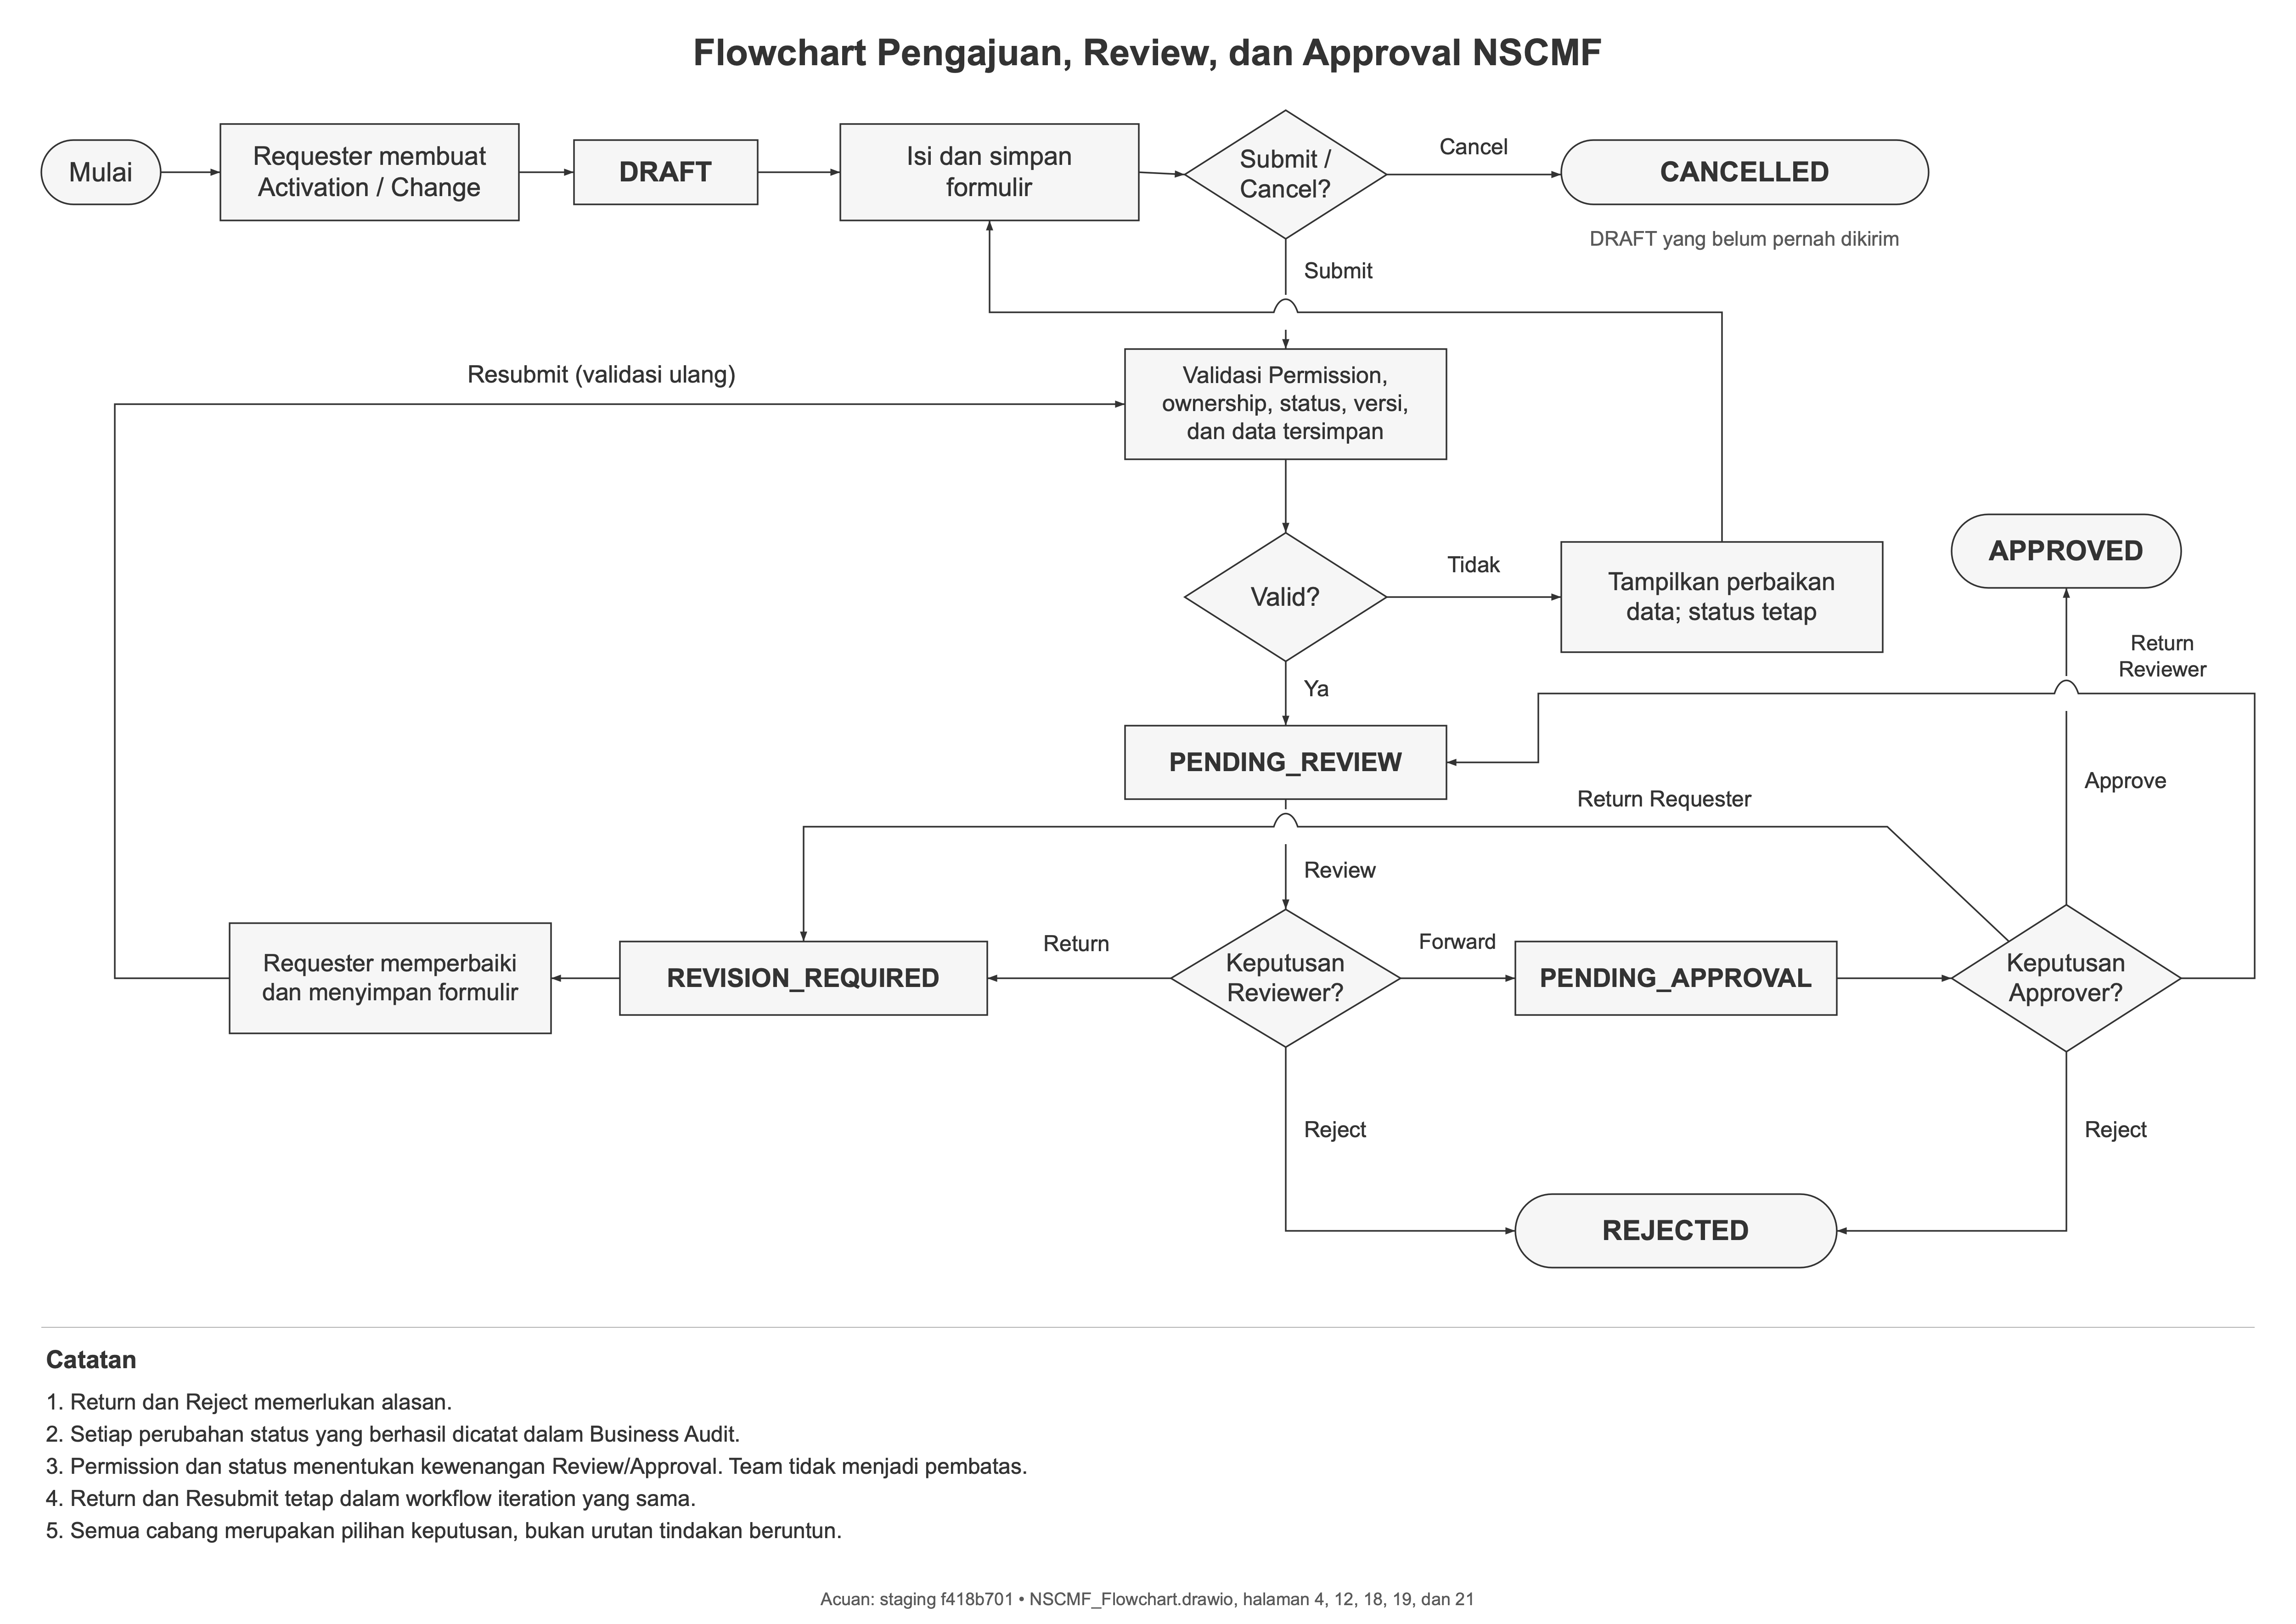 Flowchart Pengajuan, Review, dan Approval NSCMF
Mulai
Requester membuat
Activation / Change
DRAFT
Isi dan simpan
formulir
Submit /
Cancel?
Cancel
CANCELLED
DRAFT yang belum pernah dikirim
Submit
Resubmit (validasi ulang)
Validasi Permission,
ownership, status, versi,
dan data tersimpan
Valid?
Tidak
Tampilkan perbaikan
data; status tetap
APPROVED
Return
Reviewer
Ya
PENDING_REVIEW
Approve
Return Requester
Review
Requester memperbaiki
dan menyimpan formulir
REVISION_REQUIRED
Return
Keputusan
Reviewer?
Forward
PENDING_APPROVAL
Keputusan
Approver?
Reject
Reject
REJECTED
Catatan
1. Return dan Reject memerlukan alasan.
2. Setiap perubahan status yang berhasil dicatat dalam Business Audit.
3. Permission dan status menentukan kewenangan Review/Approval. Team tidak menjadi pembatas.
4. Return dan Resubmit tetap dalam workflow iteration yang sama.
5. Semua cabang merupakan pilihan keputusan, bukan urutan tindakan beruntun.
Acuan: staging f418b701 • NSCMF_Flowchart.drawio, halaman 4, 12, 18, 19, dan 21